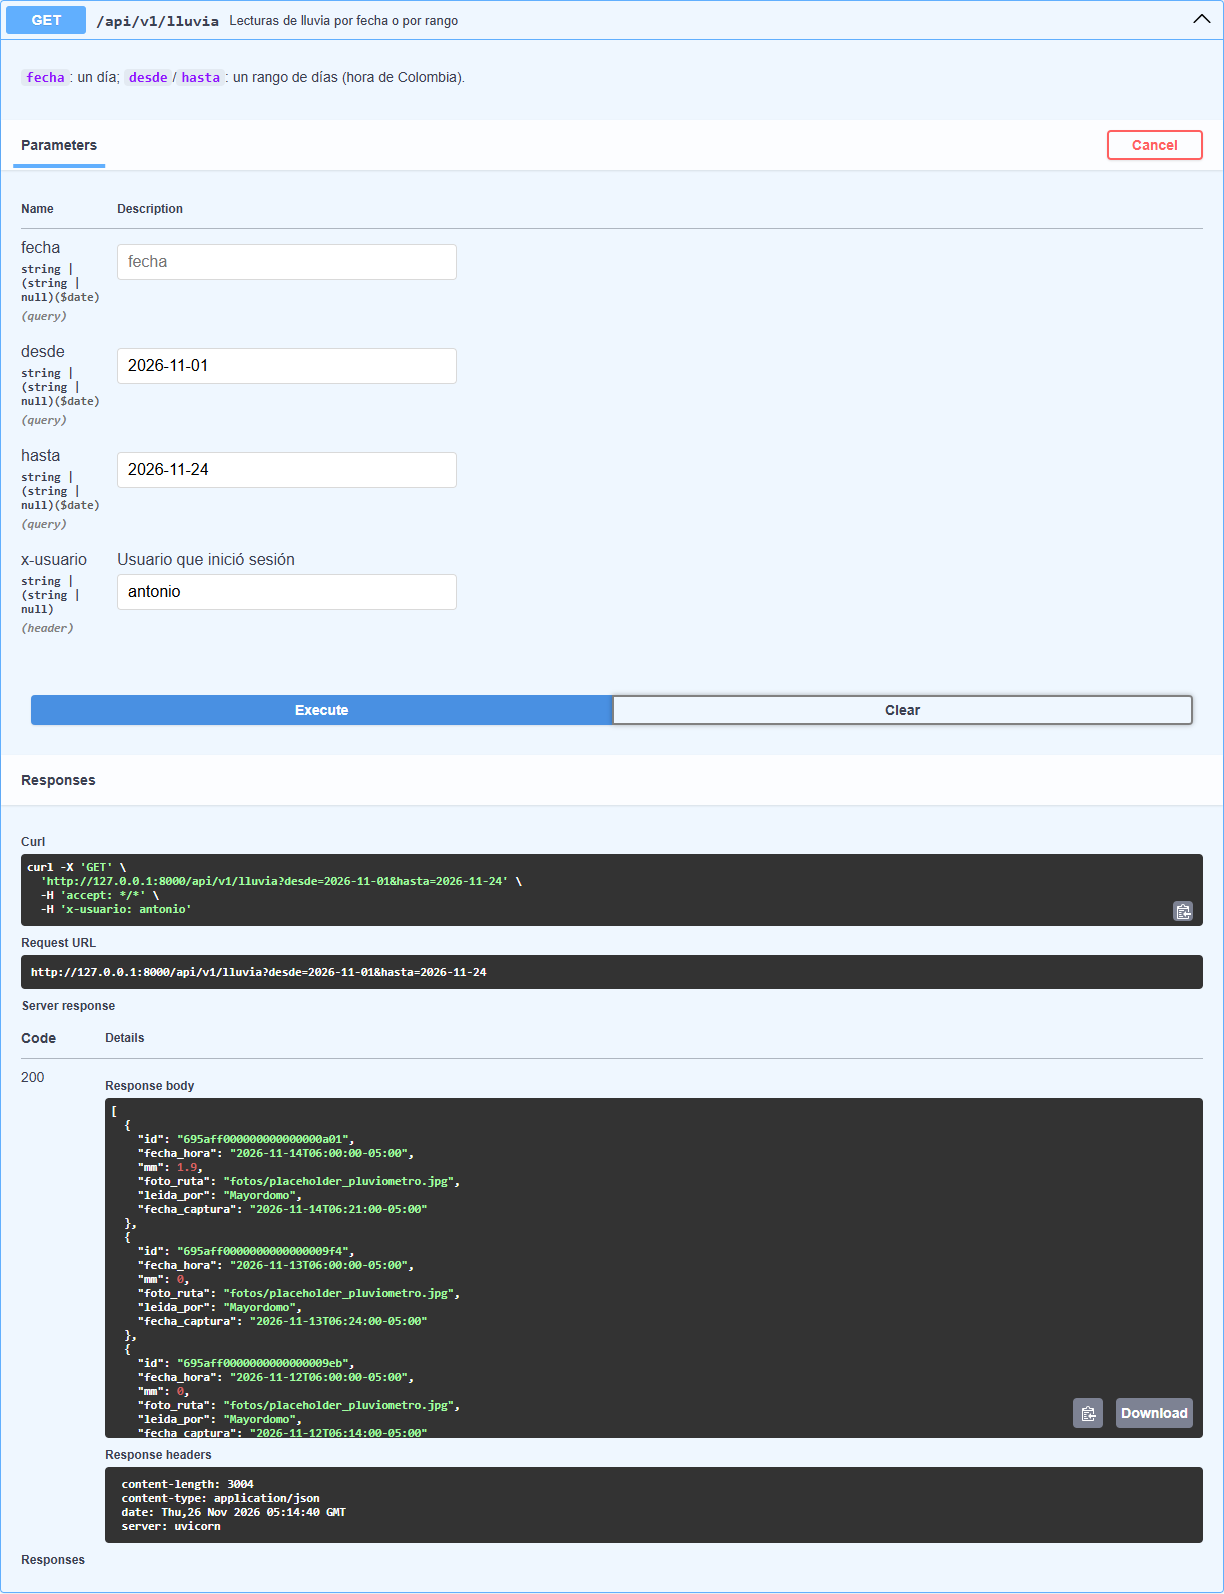 GET /api/v1/lluvia Lecturas de lluvia por fecha o por rango
fecha : un día; desde / hasta : un rango de días (hora de Colombia).
Parameters
Cancel
Name Description
fecha
string |
(string |
null)($date)
(query)
fecha
desde
string |
(string |
null)($date)
(query)
2026-11-01
hasta
string |
(string |
null)($date)
(query)
2026-11-24
x-usuario
string |
(string |
null)
(header)
Usuario que inició sesión
antonio
Execute Clear
Responses
Curl
curl -X 'GET' \
'http://127.0.0.1:8000/api/v1/lluvia?desde=2026-11-01&hasta=2026-11-24' \
-H 'accept: */*' \
-H 'x-usuario: antonio'
Request URL
http://127.0.0.1:8000/api/v1/lluvia?desde=2026-11-01&hasta=2026-11-24
Server response
Code Details
200
Response body
[
{
"id": "695aff000000000000000a01",
"fecha_hora": "2026-11-14T06:00:00-05:00",
"mm": 1.9,
"foto_ruta": "fotos/placeholder_pluviometro.jpg",
"leida_por": "Mayordomo",
"fecha_captura": "2026-11-14T06:21:00-05:00"
},
{
"id": "695aff0000000000000009f4",
"fecha_hora": "2026-11-13T06:00:00-05:00",
"mm": 0,
"foto_ruta": "fotos/placeholder_pluviometro.jpg",
"leida_por": "Mayordomo",
"fecha_captura": "2026-11-13T06:24:00-05:00"
},
{
"id": "695aff0000000000000009eb",
"fecha_hora": "2026-11-12T06:00:00-05:00",
"mm": 0,
"foto_ruta": "fotos/placeholder_pluviometro.jpg",
"leida_por": "Mayordomo",
"fecha_captura": "2026-11-12T06:14:00-05:00"
Download
Response headers
content-length: 3004
content-type: application/json
date: Thu,26 Nov 2026 05:14:40 GMT
server: uvicorn
Responses